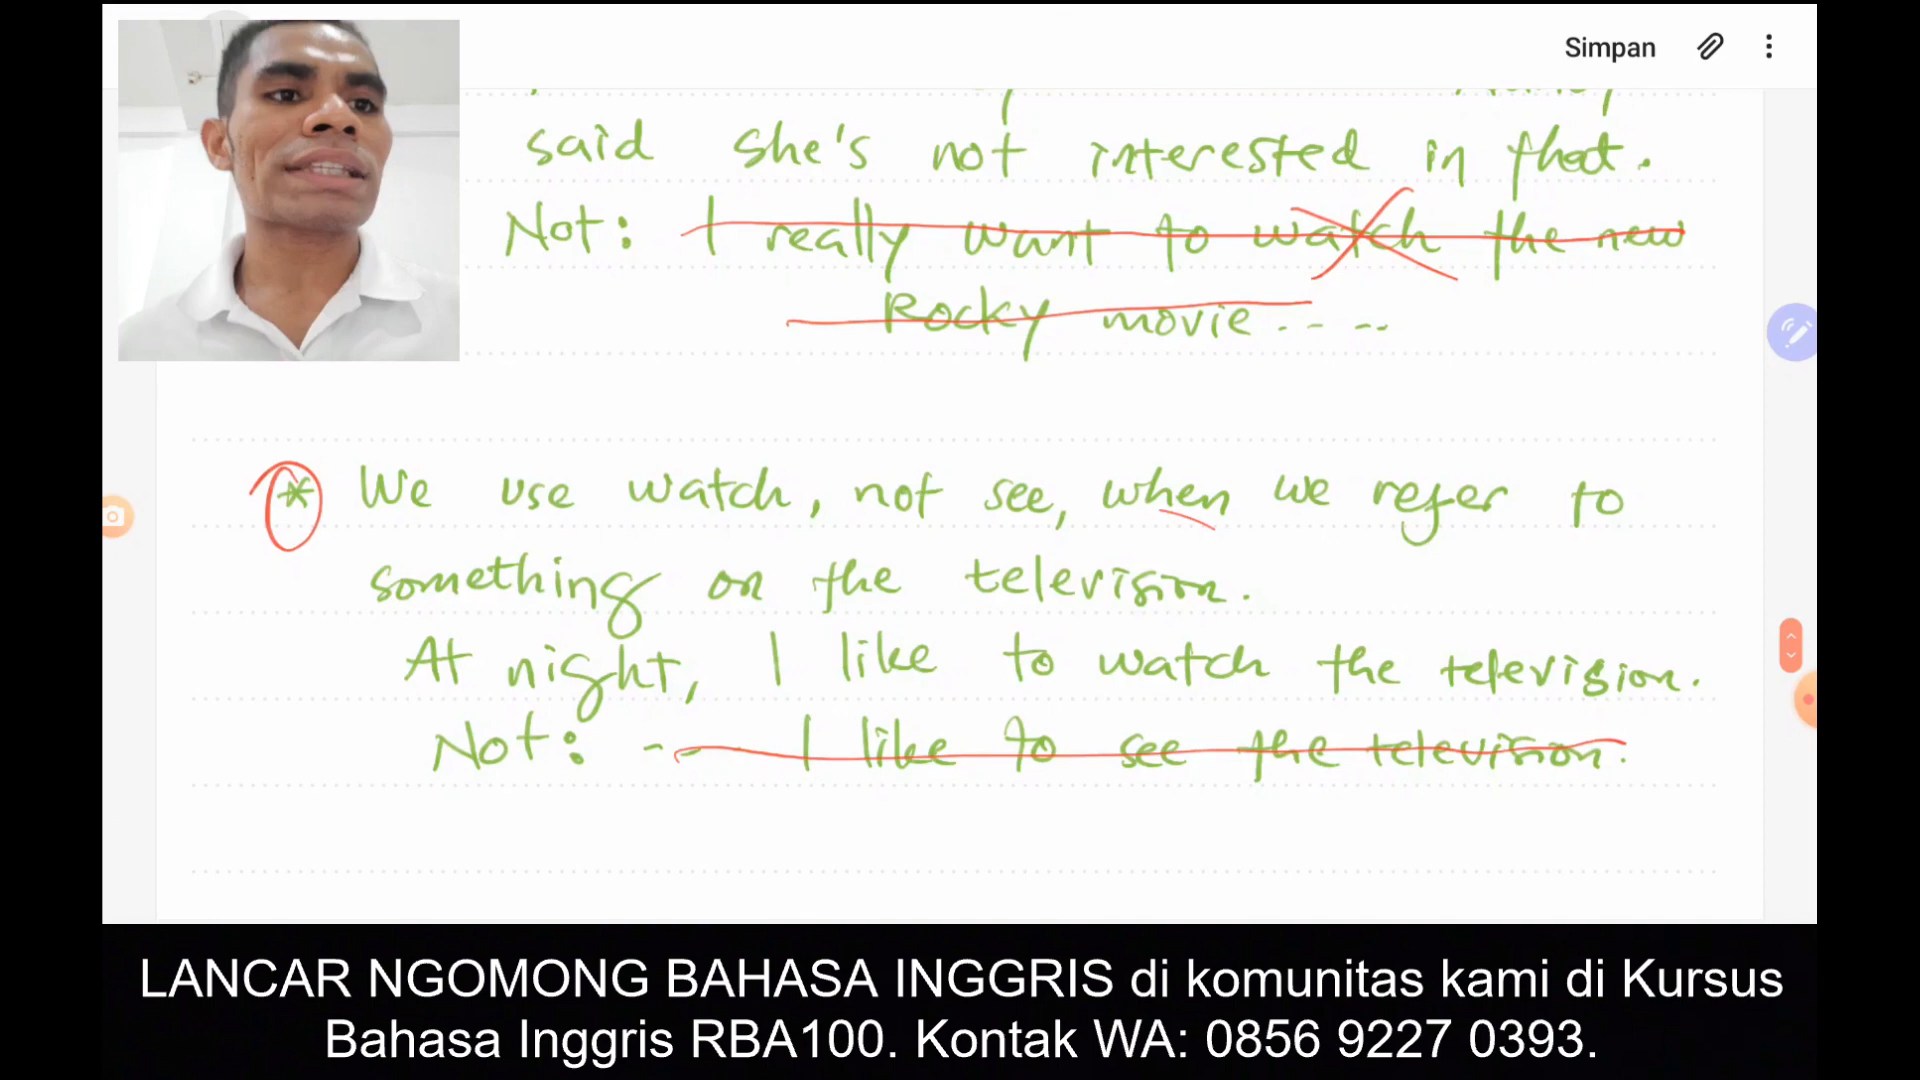 Simpan
said she's not interested in that.
Not: I really want to watch the new
Rocky movie.....
* We use watch, not see, when we refer to
something on the television.
At night, I like to watch the television.
Not: -- I like to see the television.
LANCAR NGOMONG BAHASA INGGRIS di komunitas kami di Kursus
Bahasa Inggris RBA100. Kontak WA: 0856 9227 0393.